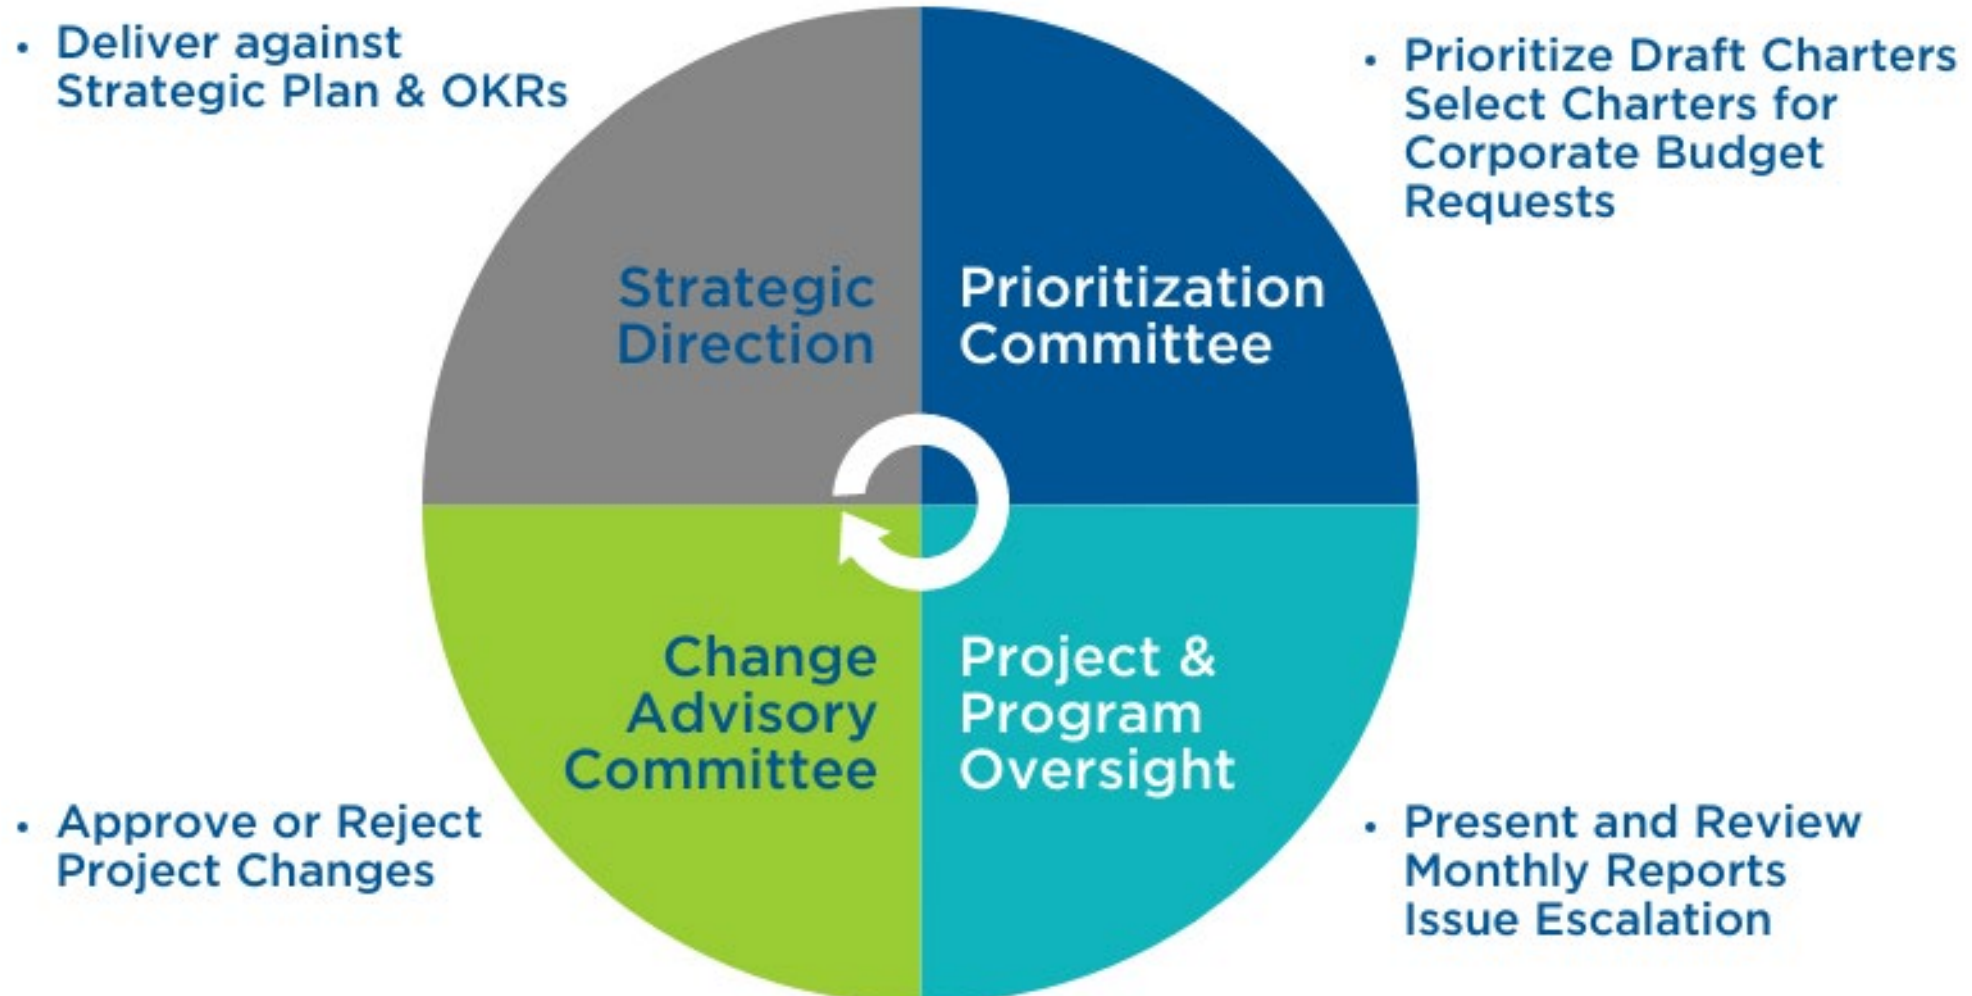 • Deliver against
Strategic Plan & OKRs
• Prioritize Draft Charters
Select Charters for
Corporate Budget
Requests
Strategic
Direction
Prioritization
Committee
Change
Advisory
Committee
Project &
Program
Oversight
• Approve or Reject
Project Changes
• Present and Review
Monthly Reports
Issue Escalation